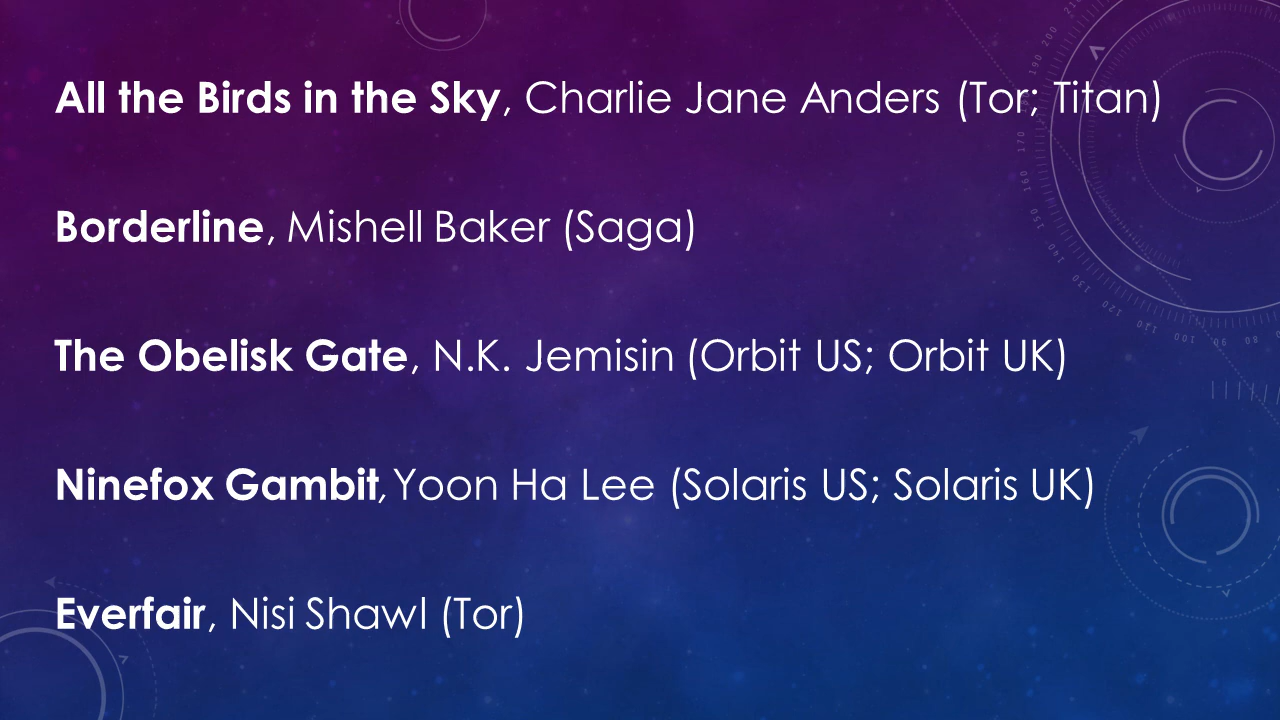 All the Birds in the Sky, Charlie Jane Anders (Tor; Titan)
Borderline, Mishell Baker (Saga)
The Obelisk Gate, N.K. Jemisin (Orbit US; Orbit UK)
Ninefox Gambit, Yoon Ha Lee (Solaris US; Solaris UK)
Everfair, Nisi Shawl (Tor)